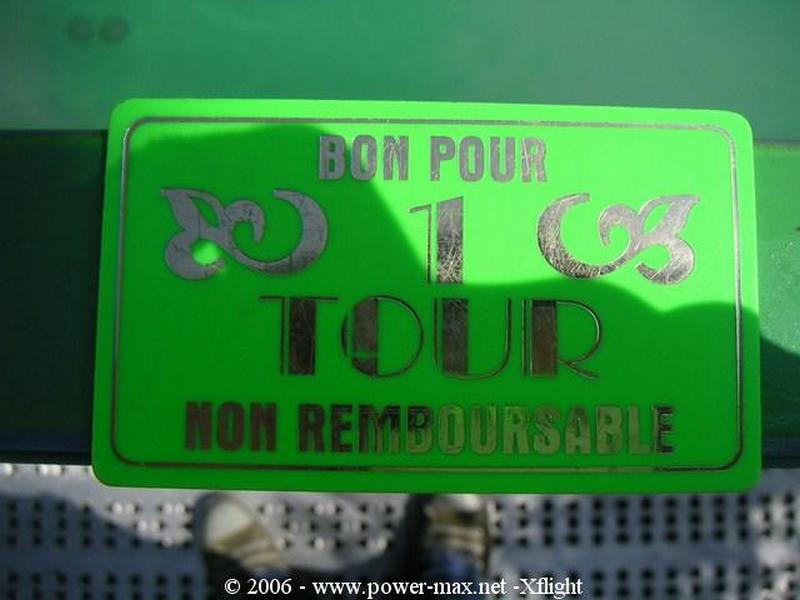 BON POUR
1
TOUR
NON REMBOURSABLE
© 2006 - www.power-max.net -Xflight